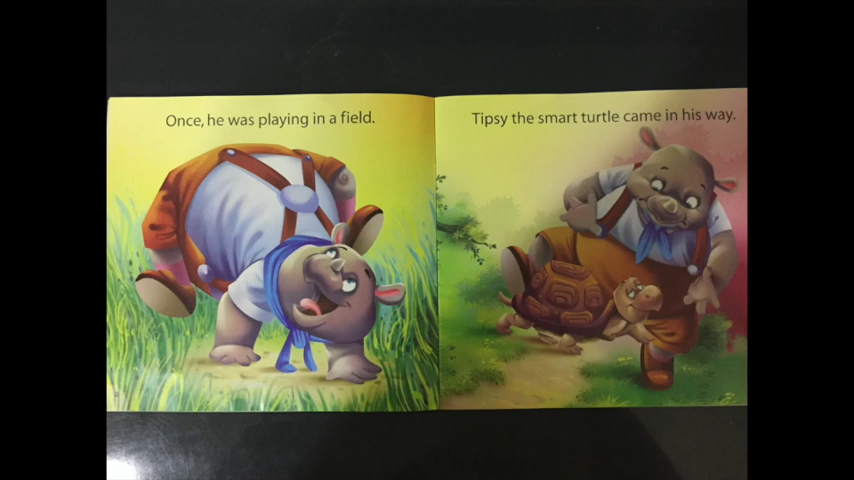 Once, he was playing in a field.
Tipsy the smart turtle came in his way.